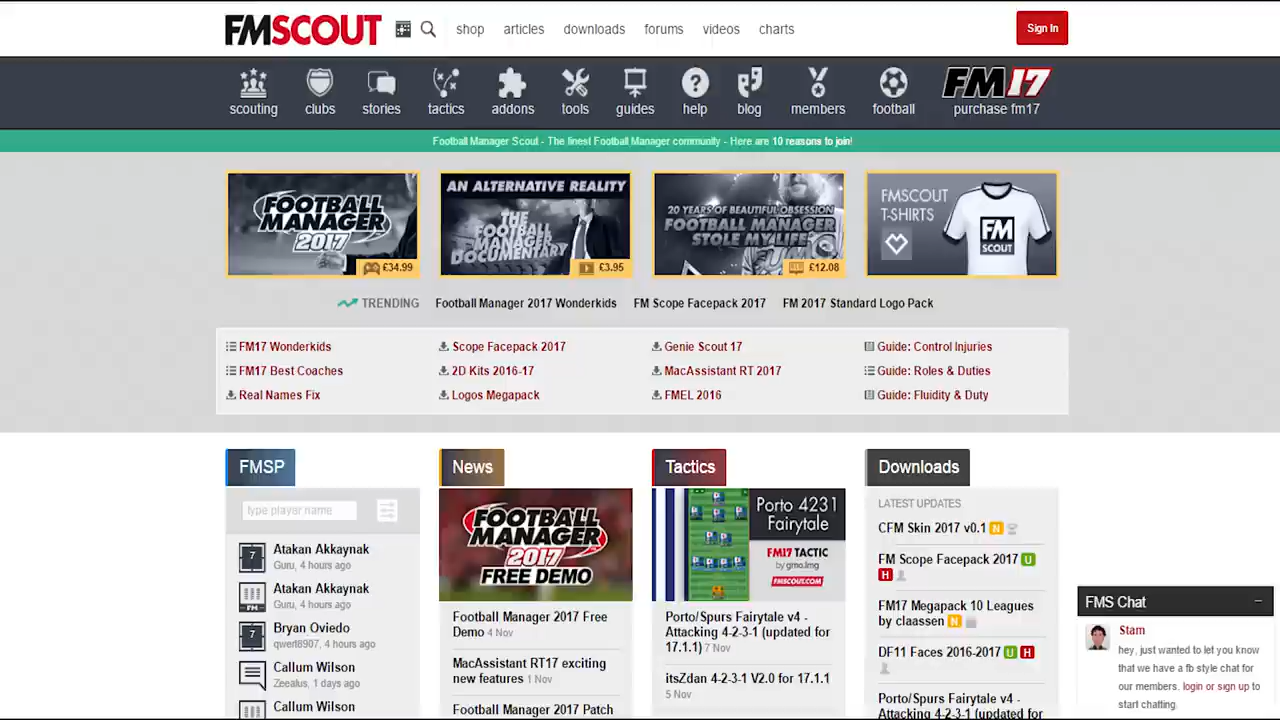 FMSCOUT
shop articles downloads forums videos charts
Sign In
scouting clubs stories tactics addons tools guides help blog members football
FM17
purchase fm17
Football Manager Scout - The finest Football Manager community - Here are 10 reasons to join!
FOOTBALL
MANAGER
2017
£34.99
AN ALTERNATIVE REALITY
THE
FOOTBALL
MANAGER
DOCUMENTARY
£3.95
20 YEARS OF BEAUTIFUL OBSESSION
FOOTBALL MANAGER
STOLE MY LIFE
£12.08
FMSCOUT
T-SHIRTS
FM
SCOUT
TRENDING Football Manager 2017 Wonderkids FM Scope Facepack 2017 FM 2017 Standard Logo Pack
FM17 Wonderkids Scope Facepack 2017 Genie Scout 17 Guide: Control Injuries
FM17 Best Coaches 2D Kits 2016-17 MacAssistant RT 2017 Guide: Roles & Duties
Real Names Fix Logos Megapack FMEL 2016 Guide: Fluidity & Duty
FMSP
type player name
7
Atakan Akkaynak
Guru, 4 hours ago
FM
Atakan Akkaynak
Guru, 4 hours ago
7
Bryan Oviedo
qwert8907, 4 hours ago
Callum Wilson
Zeealus, 1 days ago
Callum Wilson
News
FOOTBALL
MANAGER
2017
FREE DEMO
Football Manager 2017 Free
Demo 4 Nov
MacAssistant RT17 exciting
new features 1 Nov
Football Manager 2017 Patch
Tactics
Porto 4231
Fairytale
FM17 TACTIC
by gmo.lmg
FMSCOUT.COM
Porto/Spurs Fairytale v4 -
Attacking 4-2-3-1 (updated for
17.1.1) 7 Nov
itsZdan 4-2-3-1 V2.0 for 17.1.1
5 Nov
Downloads
LATEST UPDATES
CFM Skin 2017 v0.1 N
FM Scope Facepack 2017 U
H
FM17 Megapack 10 Leagues
by claassen N
DF11 Faces 2016-2017 U H
Porto/Spurs Fairytale v4 -
Attacking 4-2-3-1 (updated for
FMS Chat
Stam
hey, just wanted to let you know
that we have a fb style chat for
our members. login or sign up to
start chatting.